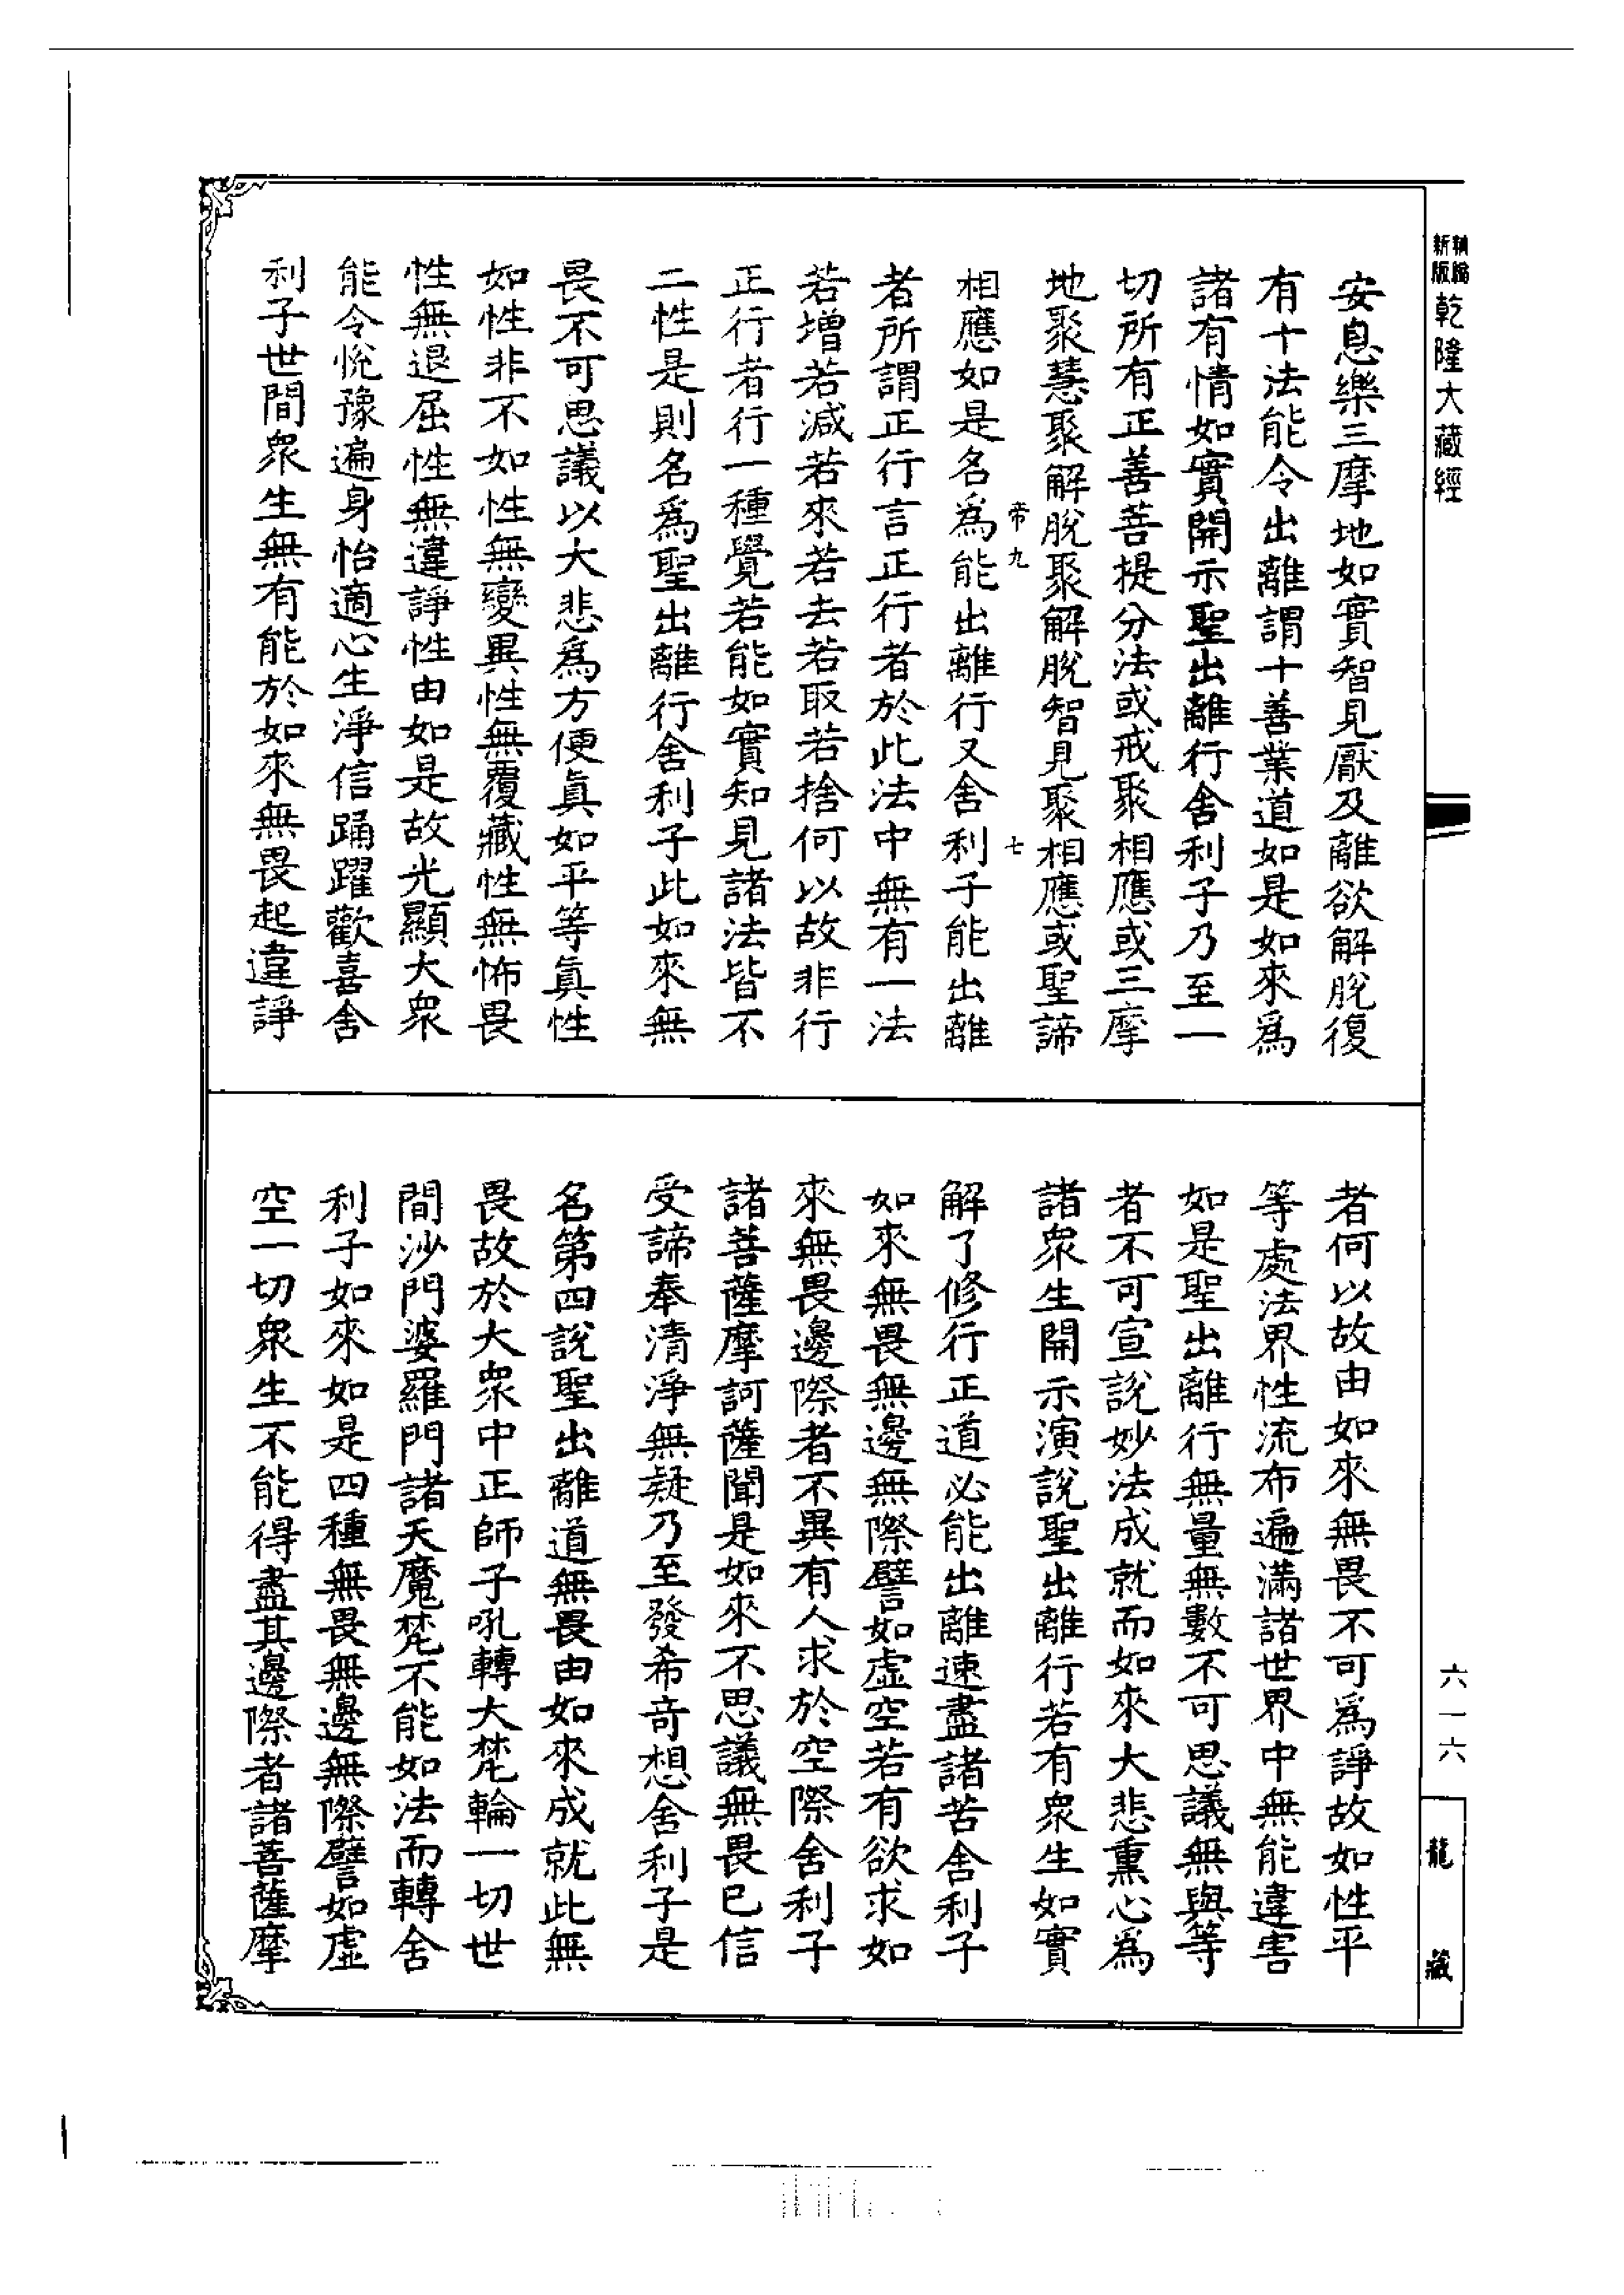 新版
乾隆大藏經
安息樂三摩地如實智見厭及離欲解脫復
有十法能令出離謂十善業道如是如來爲
諸有情如實開示聖出離行舍利子乃至一
切所有正善菩提分法或戒聚相應或三摩
地聚慧聚解脫聚解脫智見聚相應或聖諦
帝九
七
相應如是名爲能出離行又舍利子能出離
者所謂正行言正行者於此法中無有一法
若增若減若來若去若取若捨何以故非行
正行者行一種覺若能如實知見諸法皆不
二性是則名爲聖出離行舍利子此如來無
畏不可思議以大悲爲方便眞如平等眞性
如性非不如性無變異性無覆藏性無怖畏
性無退屈性無違諍性由如是故光顯大衆
能令悅豫遍身怡適心生淨信踊躍歡喜舍
利子世間衆生無有能於如來無畏起違諍
者何以故由如來無畏不可爲諍故如性平
等處法界性流布遍滿諸世界中無能違害
如是聖出離行無量無數不可思議無與等
者不可宣說妙法成就而如來大悲熏心爲
諸衆生開示演說聖出離行若有衆生如實
解了修行正道必能出離速盡諸苦舍利子
如來無畏無邊無際譬如虛空若有欲求如
來無畏邊際者不異有人求於空際舍利子
諸菩薩摩訶薩聞是如來不思議無畏已信
受諦奉清淨無疑乃至發希奇想舍利子是
名第四說聖出離道無畏由如來成就此無
畏故於大衆中正師子吼轉大梵輪一切世
間沙門婆羅門諸天魔梵不能如法而轉舍
利子如來如是四種無畏無邊無際譬如虛
空一切衆生不能得盡其邊際者諸菩薩摩
六一六
龍藏